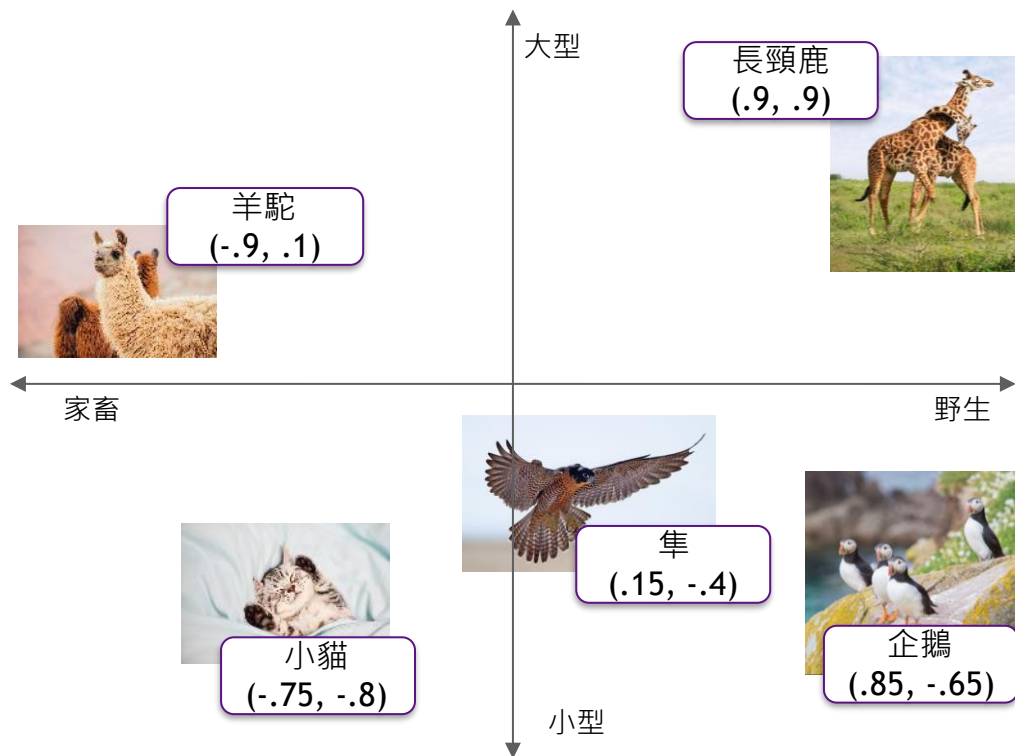 大型
長頸鹿
(.9, .9)
羊駝
(-.9, .1)
家畜
野生
隼
(.15, -.4)
企鵝
(.85, -.65)
小貓
(-.75, -.8)
小型